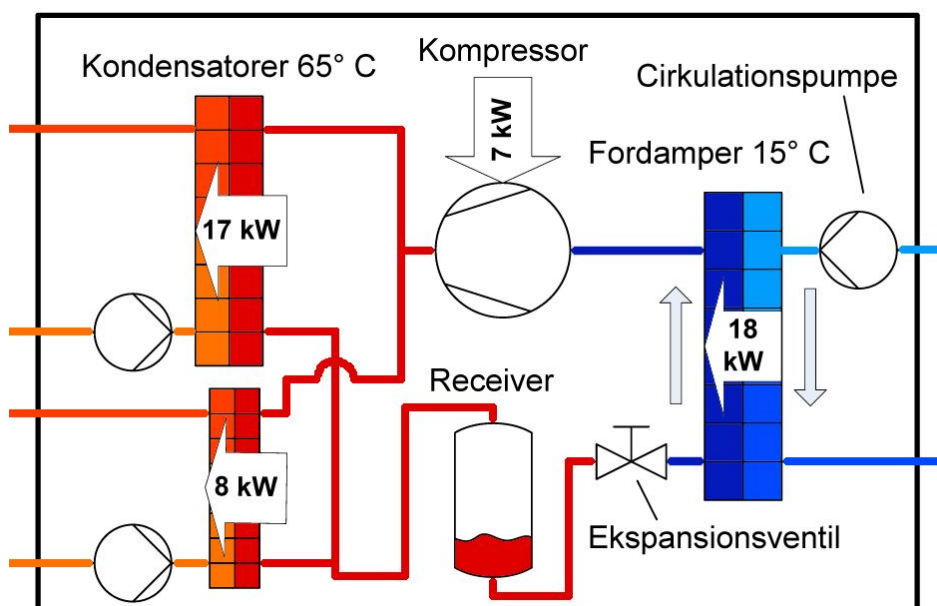 Kondensatorer 65° C
Kompressor
Cirkulationspumpe
7 kW
Fordamper 15° C
17 kW
18
kW
Receiver
8 kW
Ekspansionsventil